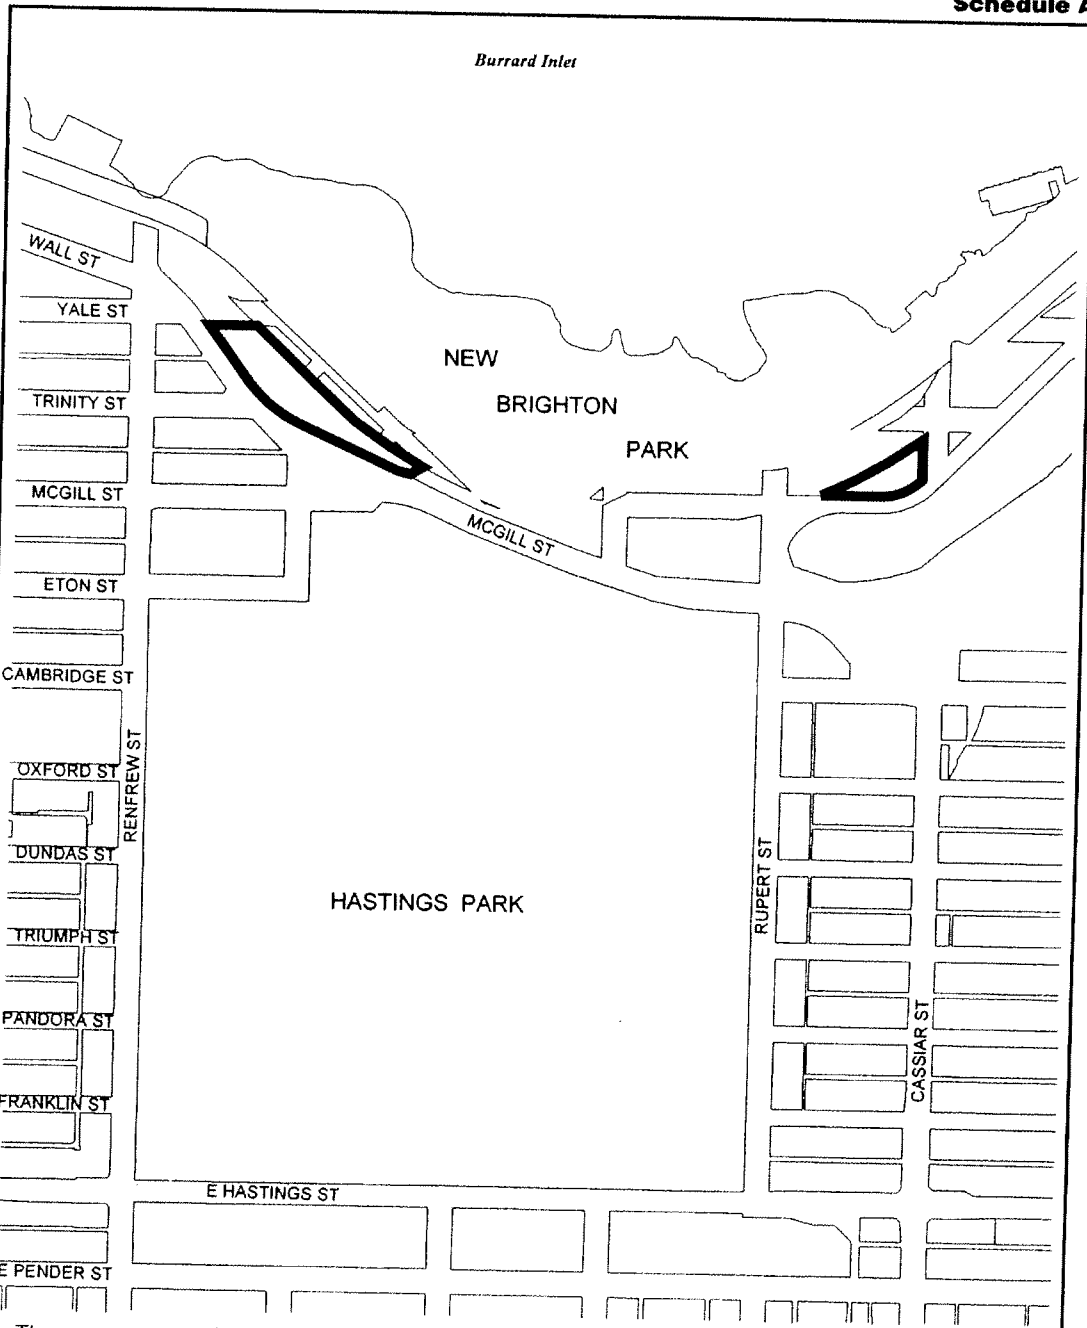 Schedule A
Burrard Inlet
WALL ST
YALE ST
NEW
BRIGHTON
TRINITY ST
PARK
MCGILL ST
MCGILL ST
ETON ST
CAMBRIDGE ST
RENFREW ST
OXFORD ST
DUNDAS ST
RUPERT ST
HASTINGS PARK
TRIUMPH ST
PANDORA ST
CASSIAR ST
FRANKLIN ST
E HASTINGS ST
E PENDER ST